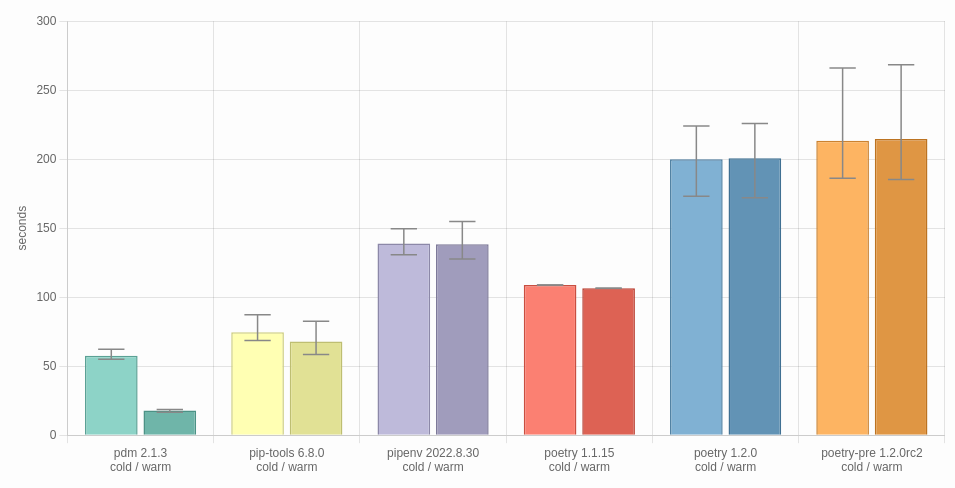 300
250
200
150
100
50
0
seconds
pdm 2.1.3
cold / warm
pip-tools 6.8.0
cold / warm
pipenv 2022.8.30
cold / warm
poetry 1.1.15
cold / warm
poetry 1.2.0
cold / warm
poetry-pre 1.2.0rc2
cold / warm